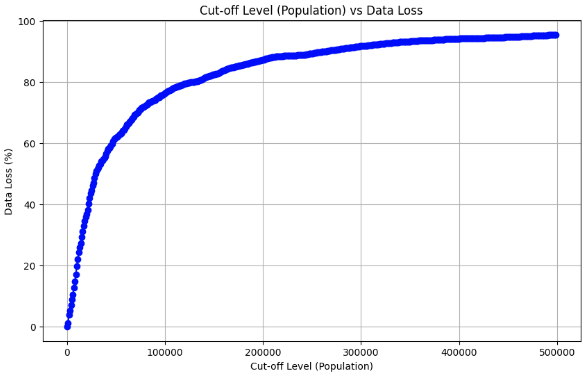 Cut-off Level (Population) vs Data Loss
100
80
60
40
20
0
Data Loss (%)
0 100000 200000 300000 400000 500000
Cut-off Level (Population)